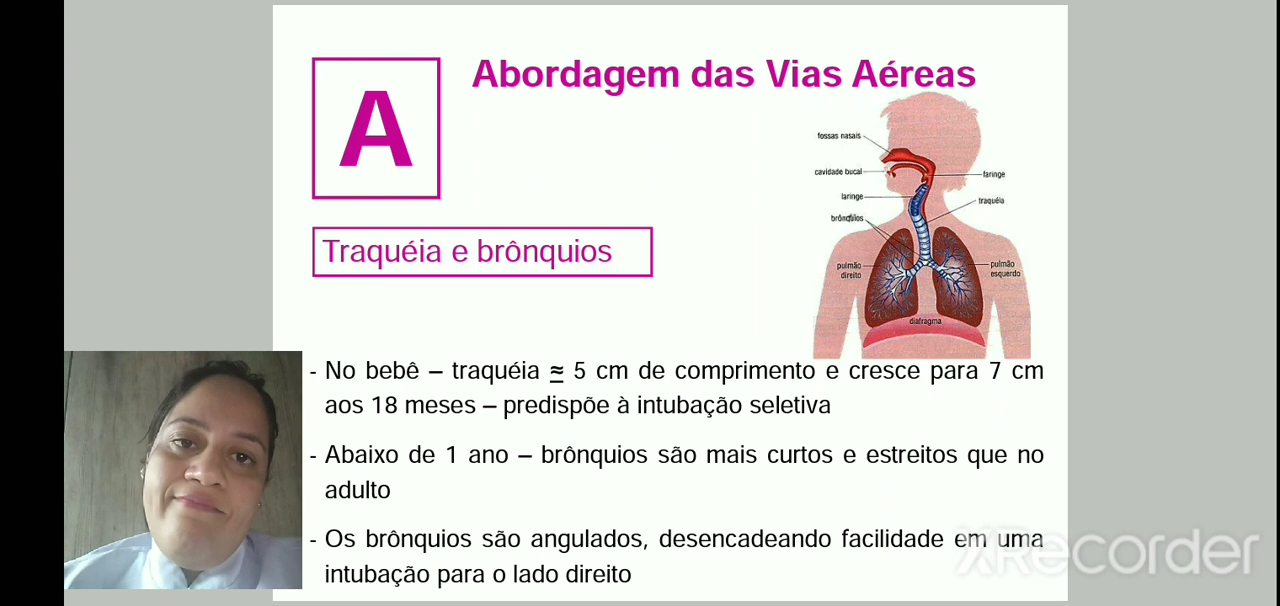 A
Abordagem das Vias Aéreas
Traquéia e brônquios
fossas nasais
cavidade bucal
laringe
pulmão
direito
faringe
traquéia
pulmão
esquerdo
diafragma
- No bebê – traquéia ≈ 5 cm de comprimento e cresce para 7 cm
aos 18 meses – predispõe à intubação seletiva
- Abaixo de 1 ano – brônquios são mais curtos e estreitos que no
adulto
- Os brônquios são angulados, desencadeando facilidade em uma
intubação para o lado direito
XRecorder